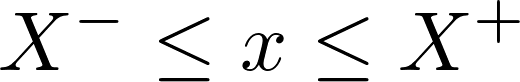 X⁻ ≤ x ≤ X⁺